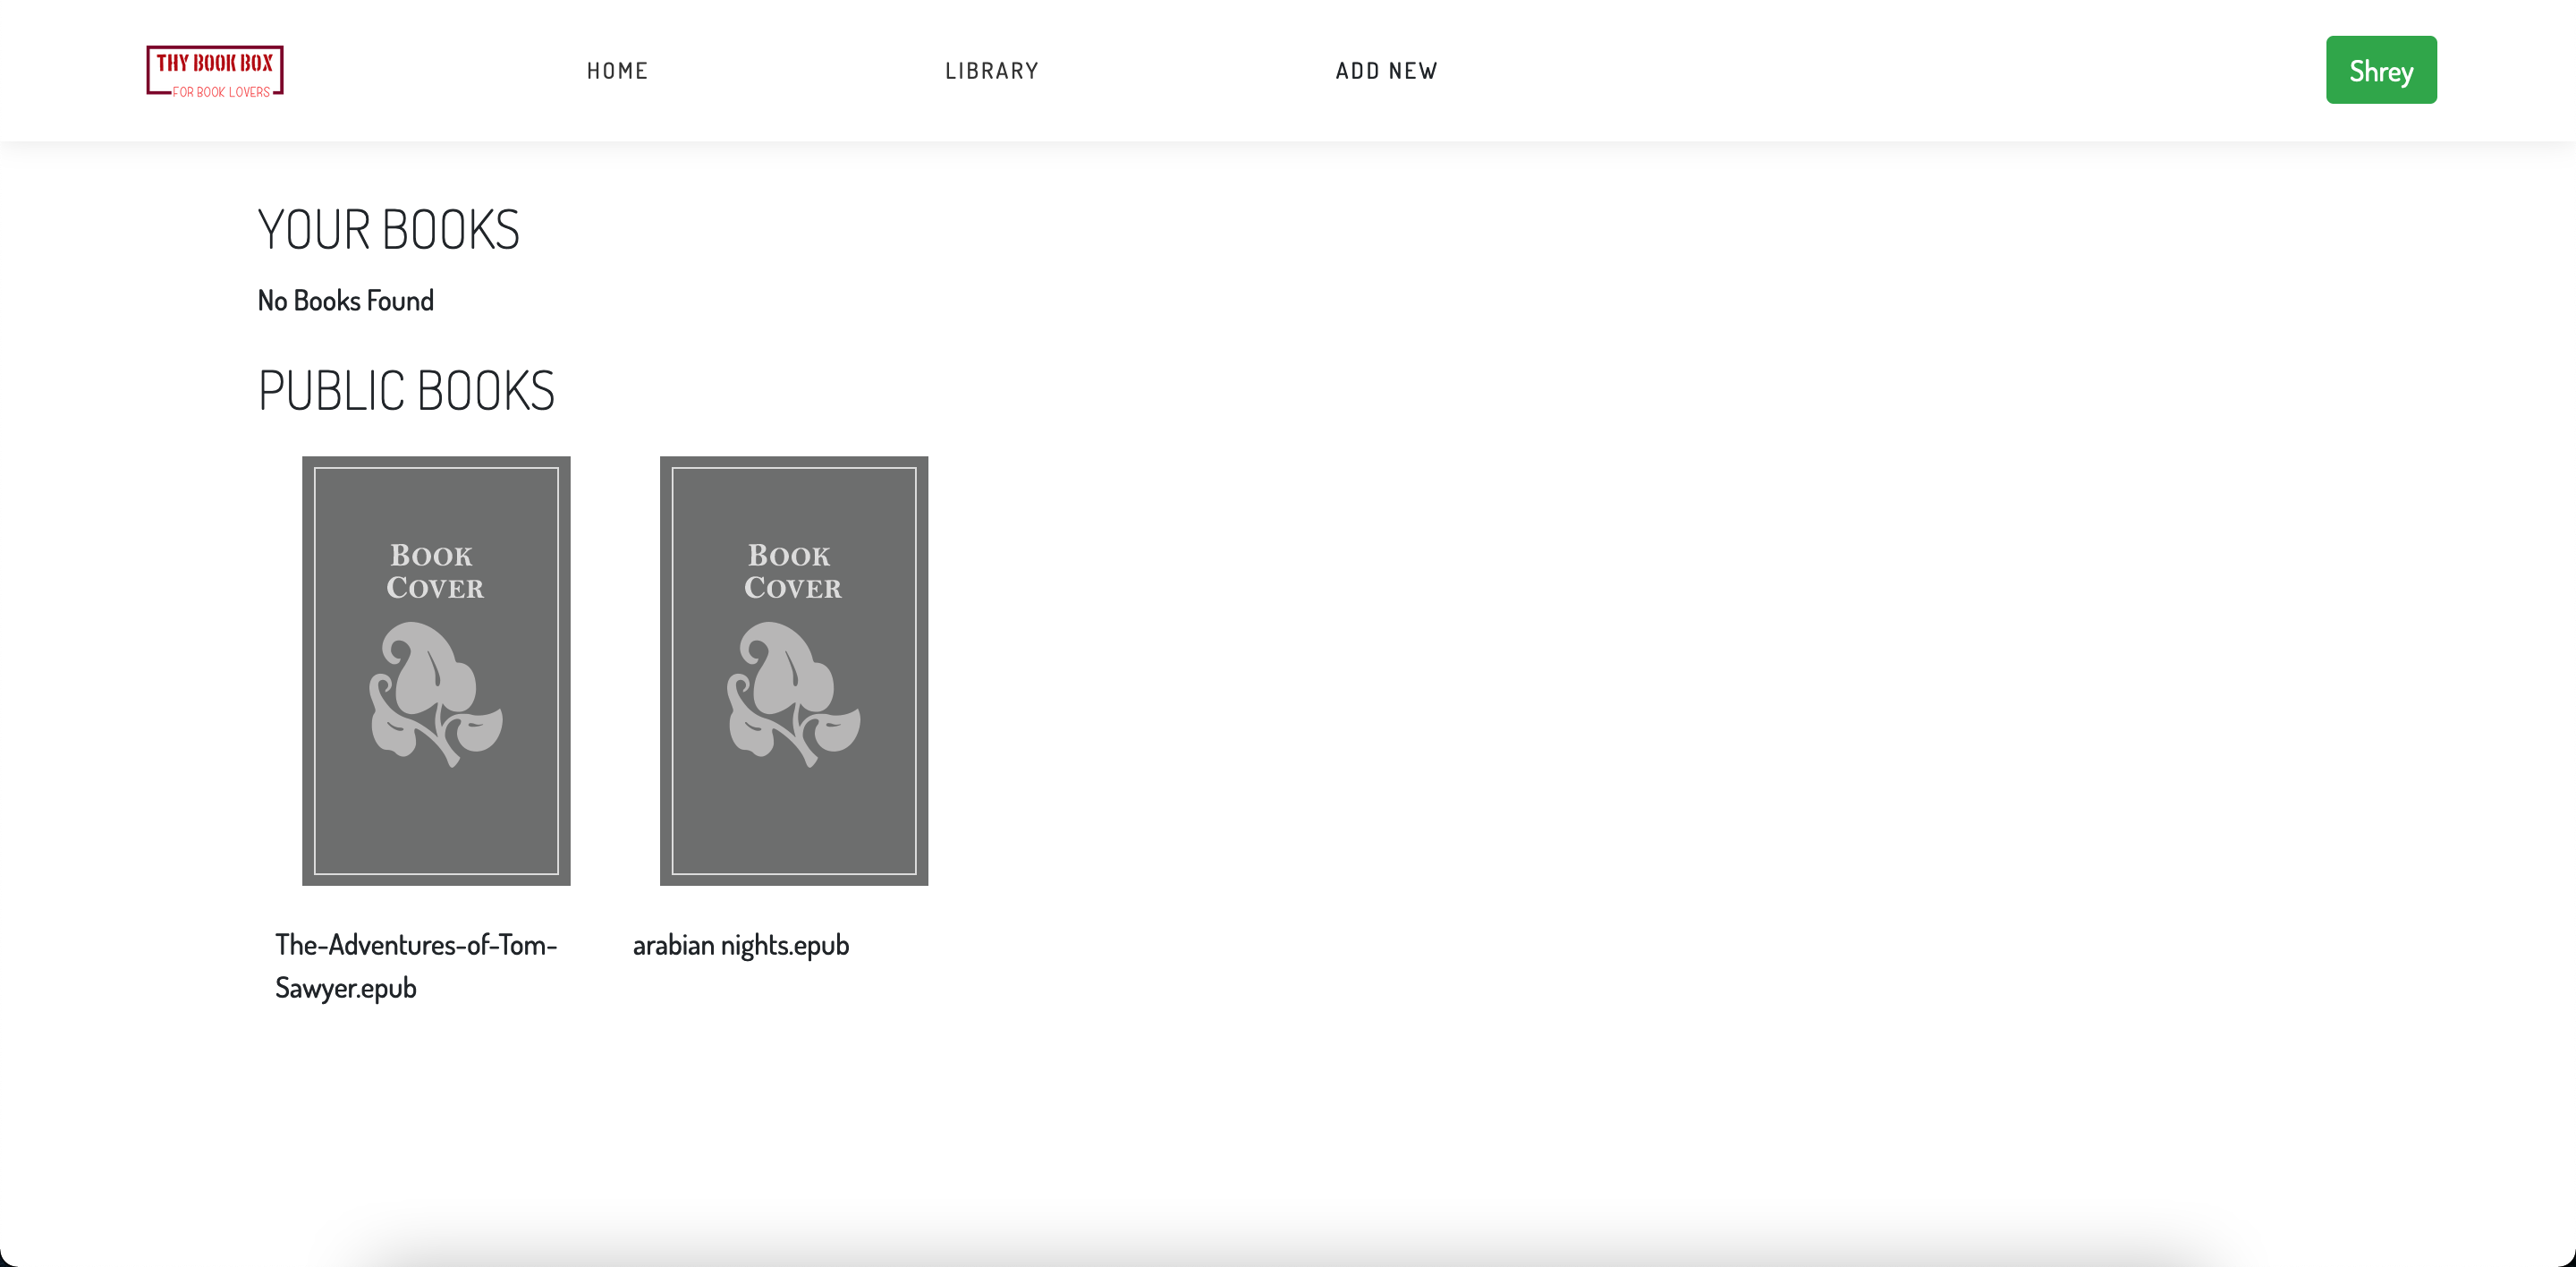 THY BOOK BOX
FOR BOOK LOVERS
HOME
LIBRARY
ADD NEW
Shrey
YOUR BOOKS
No Books Found
PUBLIC BOOKS
BOOK
COVER
BOOK
COVER
The-Adventures-of-Tom-
Sawyer.epub
arabian nights.epub